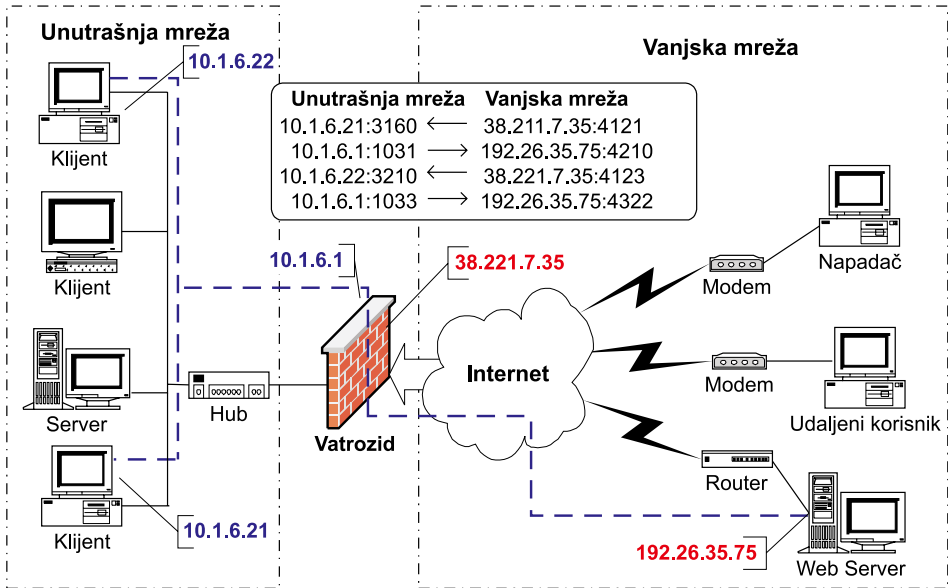 Unutrašnja mreža
10.1.6.22
Klijent
Klijent
Server
Hub
Klijent
10.1.6.21
Vanjska mreža
Unutrašnja mreža Vanjska mreža
10.1.6.21:3160 ← 38.211.7.35:4121
10.1.6.1:1031 → 192.26.35.75:4210
10.1.6.22:3210 ← 38.221.7.35:4123
10.1.6.1:1033 → 192.26.35.75:4322
10.1.6.1
38.221.7.35
Vatrozid
Internet
Modem
Napadač
Modem
Udaljeni korisnik
Router
192.26.35.75
Web Server